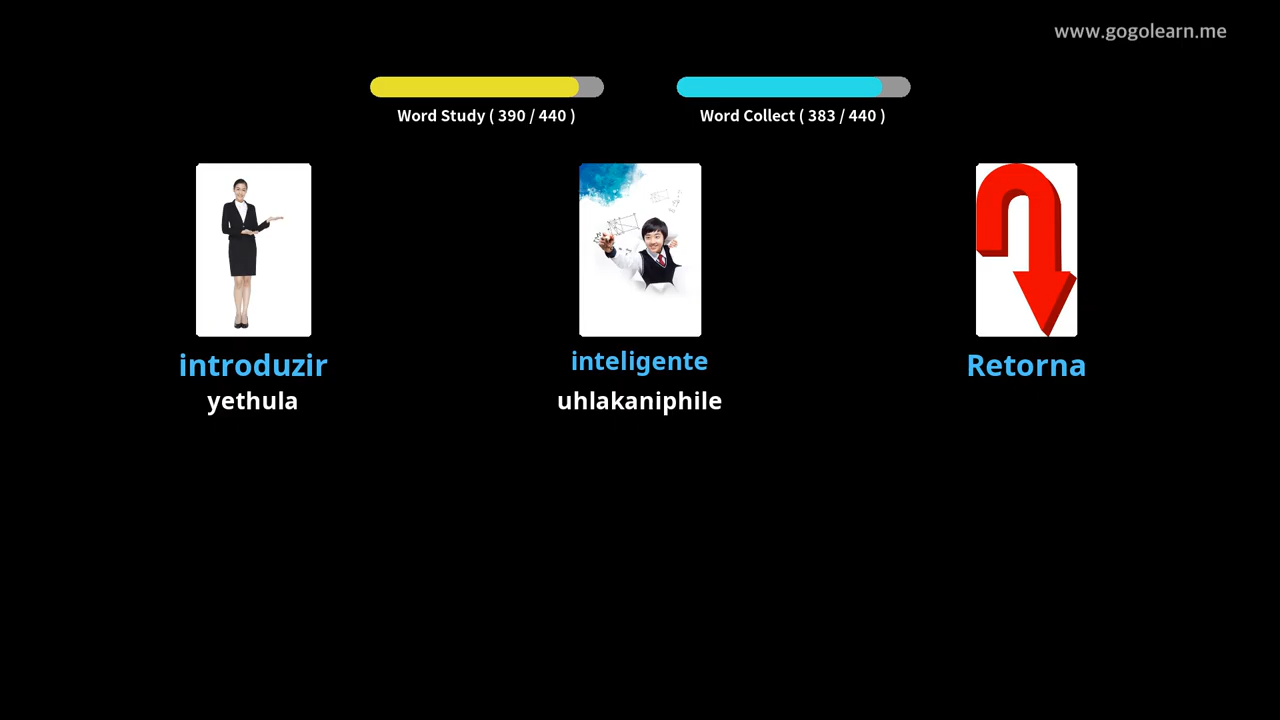 www.gogolearn.me
Word Study ( 390 / 440 )
Word Collect ( 383 / 440 )
introduzir
yethula
inteligente
uhlakaniphile
Retorna